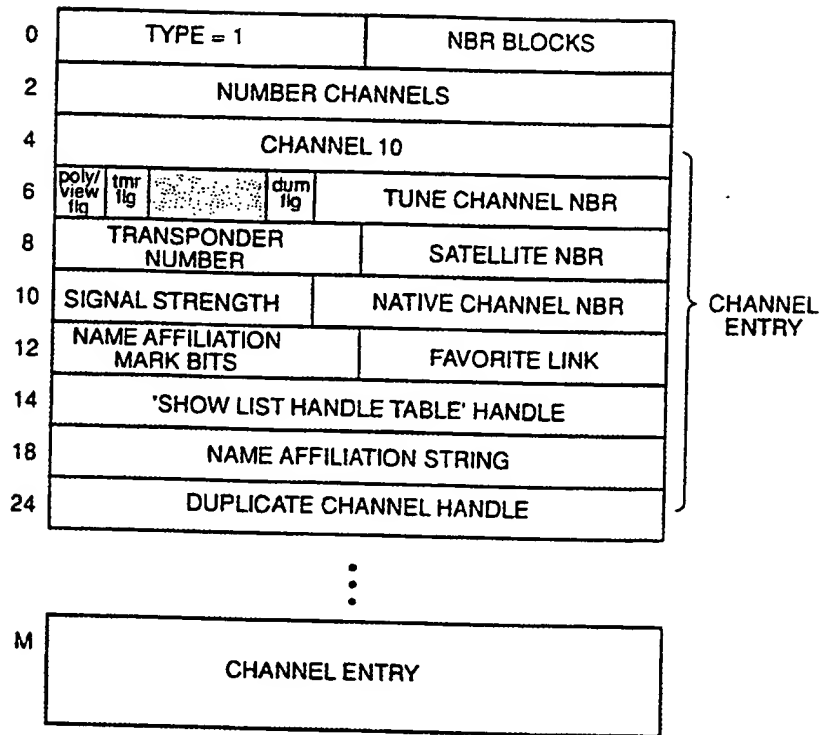 0 TYPE = 1 NBR BLOCKS
2 NUMBER CHANNELS
4 CHANNEL 10
6 poly/ view flg tmr flg dum flg TUNE CHANNEL NBR
8 TRANSPONDER NUMBER SATELLITE NBR
10 SIGNAL STRENGTH NATIVE CHANNEL NBR
CHANNEL ENTRY
12 NAME AFFILIATION MARK BITS FAVORITE LINK
14 'SHOW LIST HANDLE TABLE' HANDLE
18 NAME AFFILIATION STRING
24 DUPLICATE CHANNEL HANDLE
M CHANNEL ENTRY